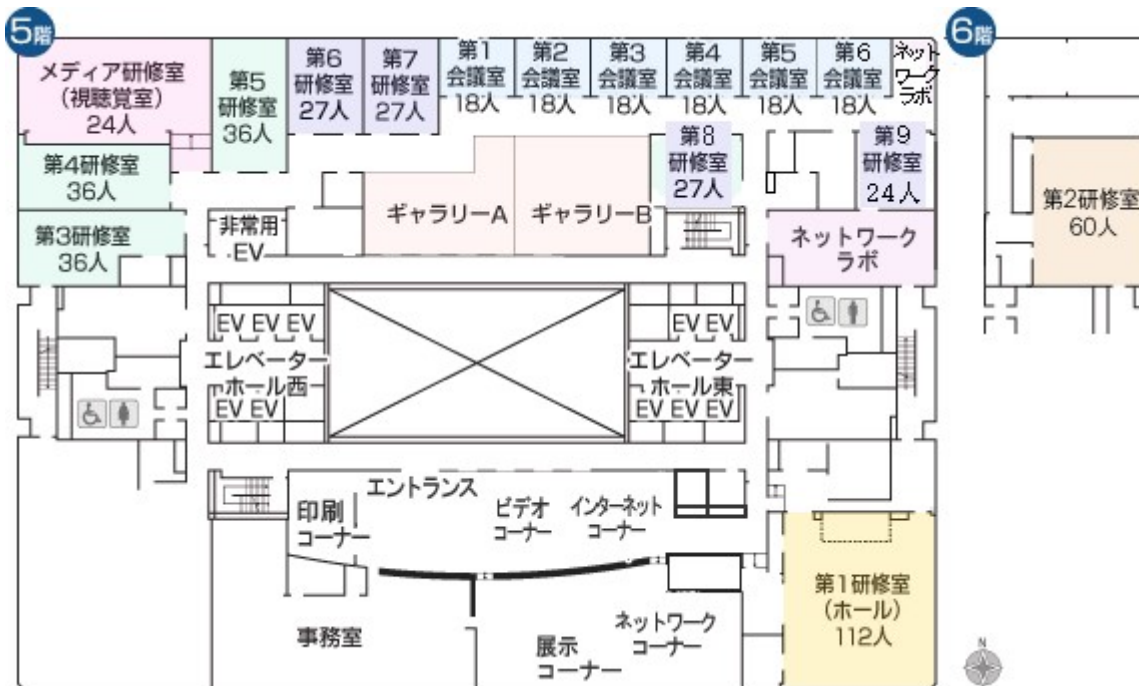 5階
6階
メディア研修室
(視聴覚室)
24人
第5
研修室
36人
第6
研修室
27人
第7
研修室
27人
第1
会議室
18人
第2
会議室
18人
第3
会議室
18人
第4
会議室
18人
第5
会議室
18人
第6
会議室
18人
ネット
ワーク
ラボ
第4研修室
36人
第8
研修室
27人
第9
研修室
24人
第2研修室
60人
第3研修室
36人
非常用
EV
ギャラリーA
ギャラリーB
ネットワーク
ラボ
EV EV EV
エレベーター
ホール西
EV EV
EV EV
エレベーター
ホール東
EV EV EV
エントランス
印刷
コーナー
ビデオ
コーナー
インターネット
コーナー
第1研修室
(ホール)
112人
事務室
展示
コーナー
ネットワーク
コーナー
N